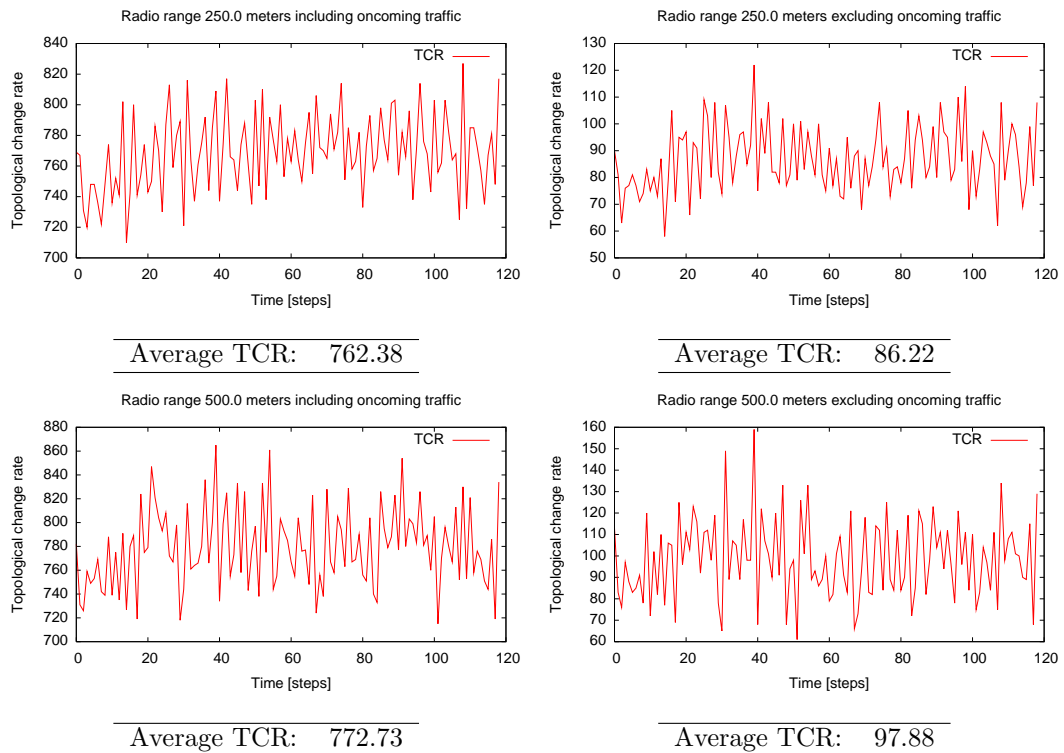 Radio range 250.0 meters including oncoming traffic
Topological change rate
840
820
800
780
760
740
720
700
TCR
0 20 40 60 80 100 120
Time [steps]
Average TCR: 762.38
Radio range 250.0 meters excluding oncoming traffic
Topological change rate
130
120
110
100
90
80
70
60
50
TCR
0 20 40 60 80 100 120
Time [steps]
Average TCR: 86.22
Radio range 500.0 meters including oncoming traffic
Topological change rate
880
860
840
820
800
780
760
740
720
700
TCR
0 20 40 60 80 100 120
Time [steps]
Average TCR: 772.73
Radio range 500.0 meters excluding oncoming traffic
Topological change rate
160
150
140
130
120
110
100
90
80
70
60
TCR
0 20 40 60 80 100 120
Time [steps]
Average TCR: 97.88